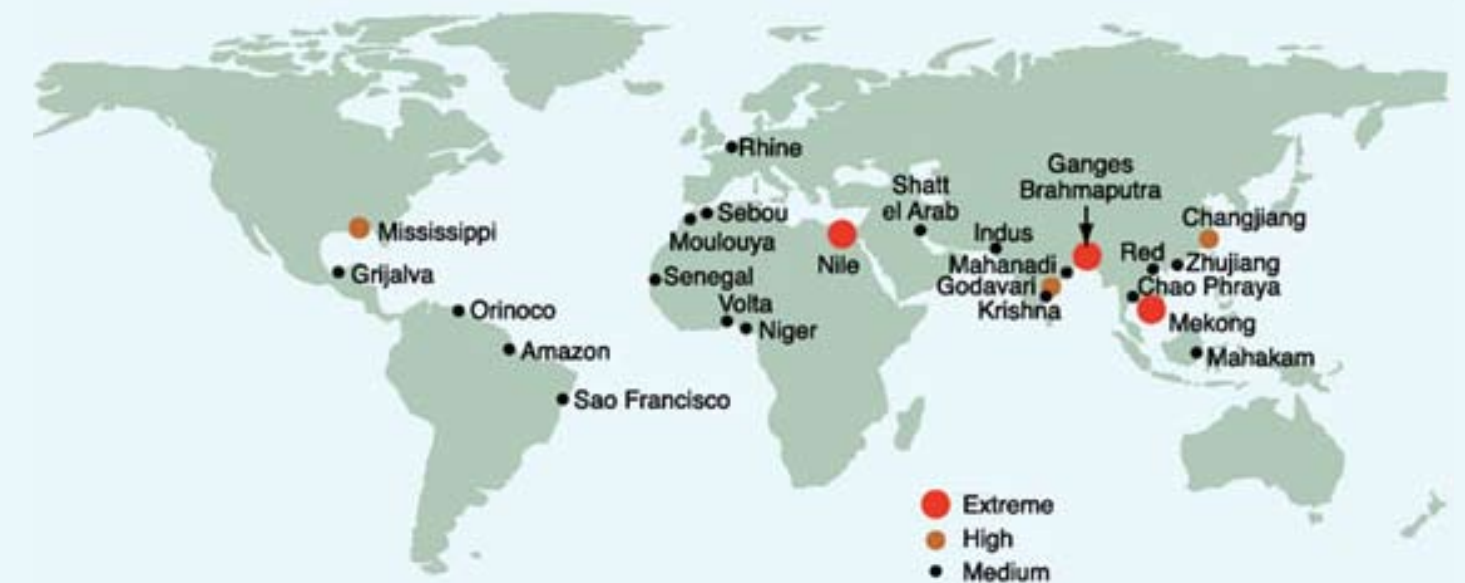 Rhine
Ganges
Brahmaputra
Shatt
el Arab
Sebou
Moulouya
Mississippi
Changjiang
Indus
Nile
Red
Zhujiang
Mahanadi
Grijalva
Senegal
Godavari
Chao Phraya
Krishna
Volta
Orinoco
Niger
Mekong
Amazon
Mahakam
Sao Francisco
Extreme
High
Medium